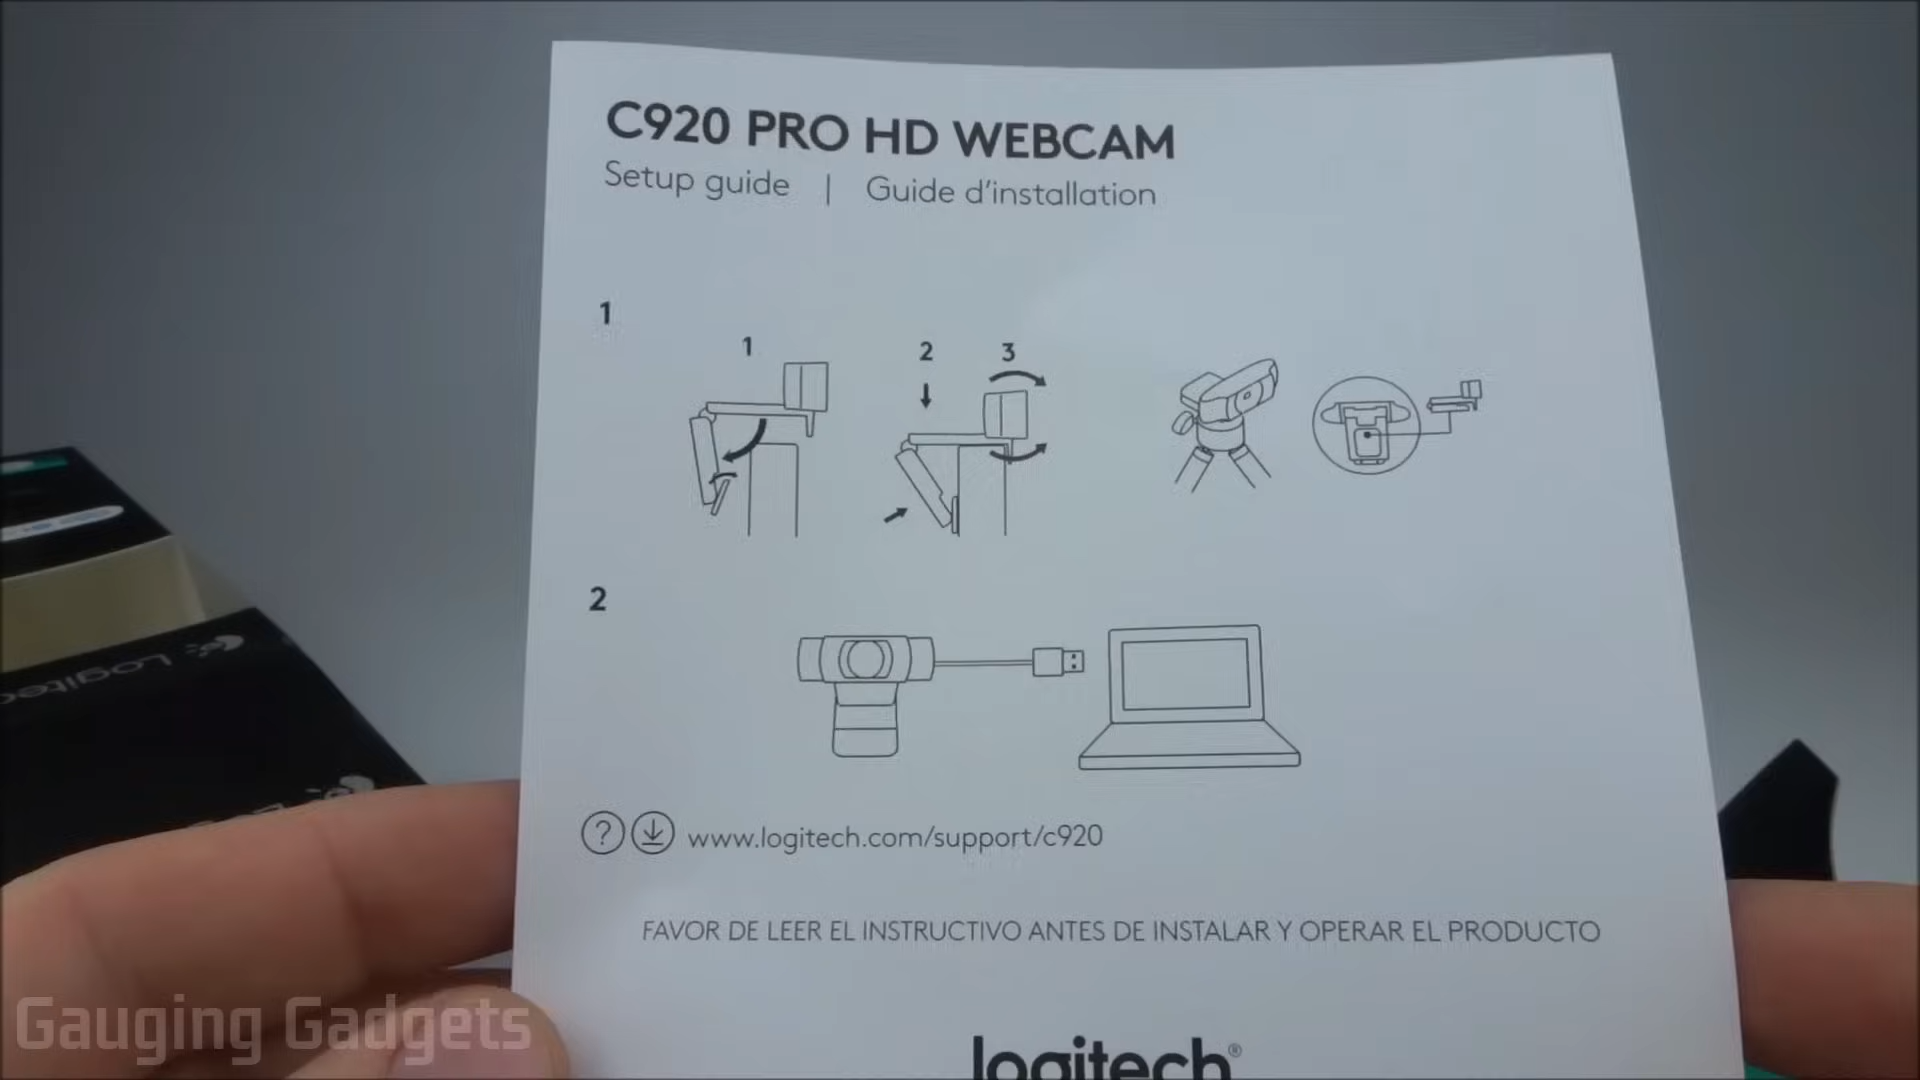 C920 PRO HD WEBCAM
Setup guide | Guide d'installation
1
1
2
3
2
www.logitech.com/support/c920
FAVOR DE LEER EL INSTRUCTIVO ANTES DE INSTALAR Y OPERAR EL PRODUCTO
logitech®
Logitech
Gauging Gadgets